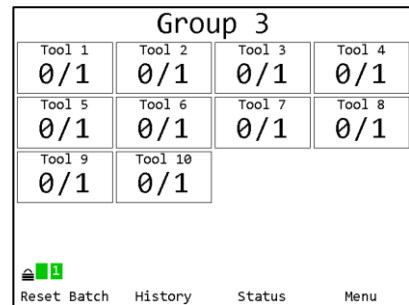 Group 3
Tool 1 Tool 2 Tool 3 Tool 4
0/1 0/1 0/1 0/1
Tool 5 Tool 6 Tool 7 Tool 8
0/1 0/1 0/1 0/1
Tool 9 Tool 10
0/1 0/1
1
Reset Batch History Status Menu